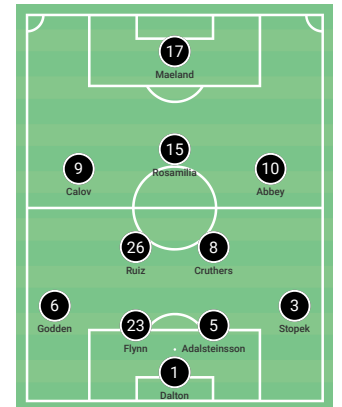 17
Maeland
15
Rosamilia
9
Calov
10
Abbey
26
Ruiz
8
Cruthers
6
Godden
3
Stopek
23
Flynn
5
Adalsteinsson
1
Dalton